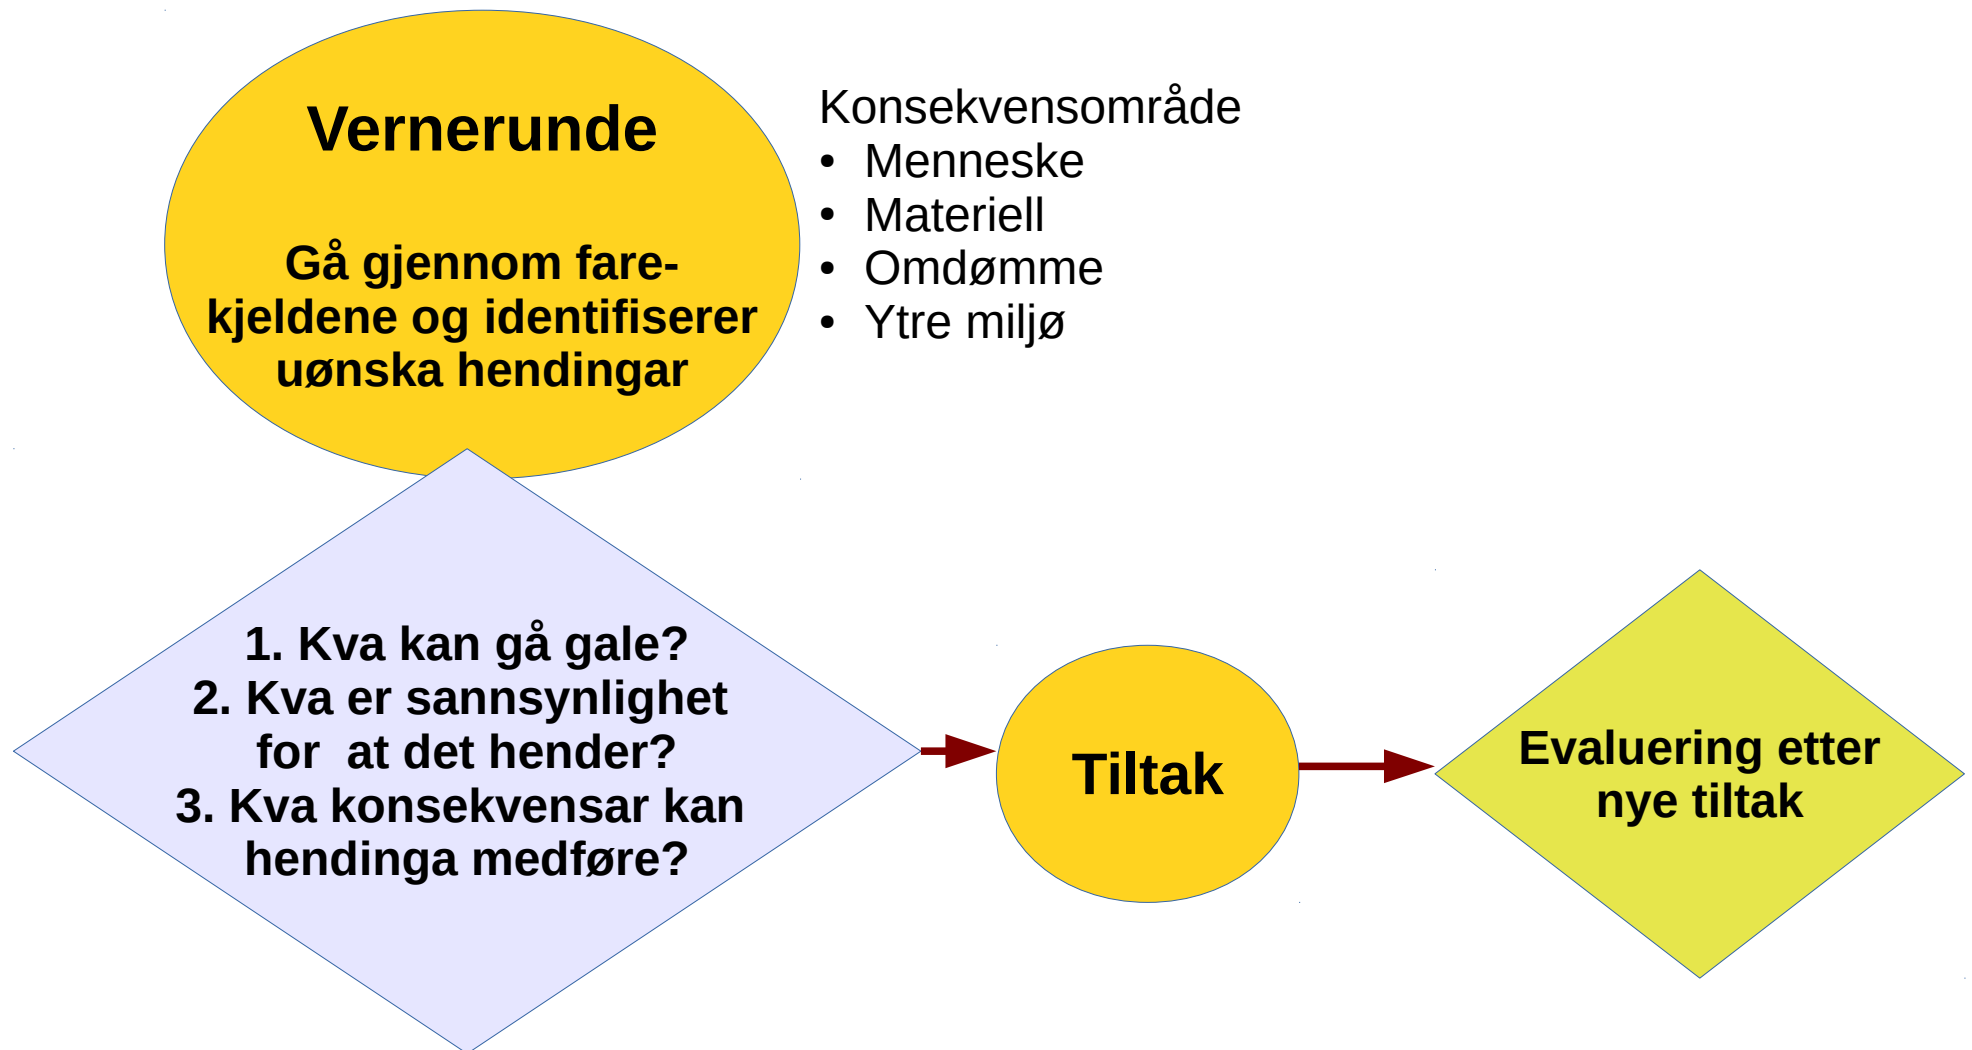 Vernerunde
Gå gjennom fare-
kjeldene og identifiserer
uønska hendingar
Konsekvensområde
• Menneske
• Materiell
• Omdømme
• Ytre miljø
1. Kva kan gå gale?
2. Kva er sannsynlighet
for  at det hender?
3. Kva konsekvensar kan
hendinga medføre?
Tiltak
Evaluering etter
nye tiltak